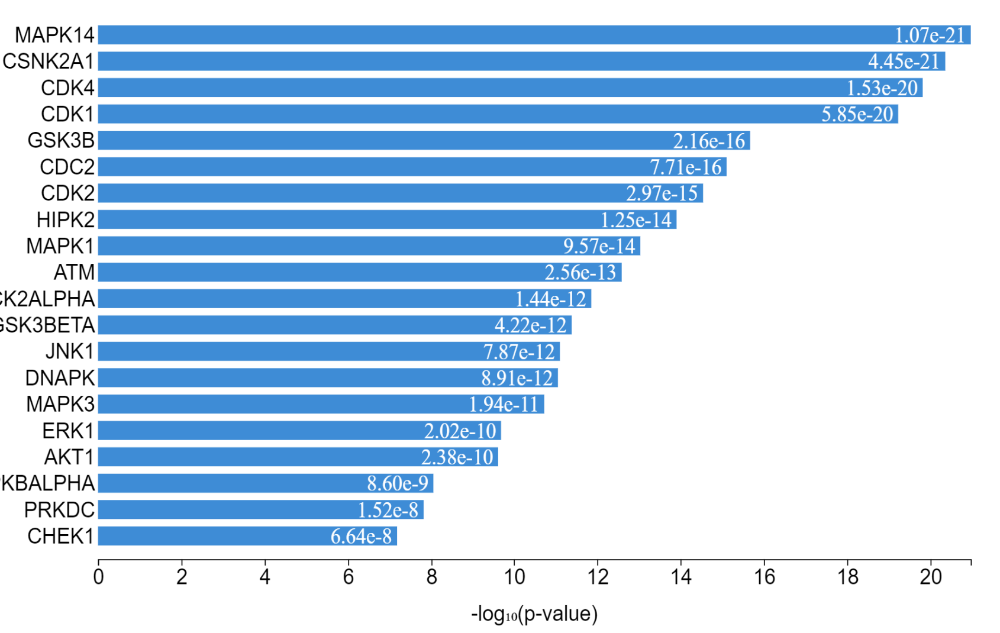 MAPK14 1.07e-21
CSNK2A1 4.45e-21
CDK4 1.53e-20
CDK1 5.85e-20
GSK3B 2.16e-16
CDC2 7.71e-16
CDK2 2.97e-15
HIPK2 1.25e-14
MAPK1 9.57e-14
ATM 2.56e-13
CK2ALPHA 1.44e-12
GSK3BETA 4.22e-12
JNK1 7.87e-12
DNAPK 8.91e-12
MAPK3 1.94e-11
ERK1 2.02e-10
AKT1 2.38e-10
PKBALPHA 8.60e-9
PRKDC 1.52e-8
CHEK1 6.64e-8
0 2 4 6 8 10 12 14 16 18 20
-log₁₀(p-value)